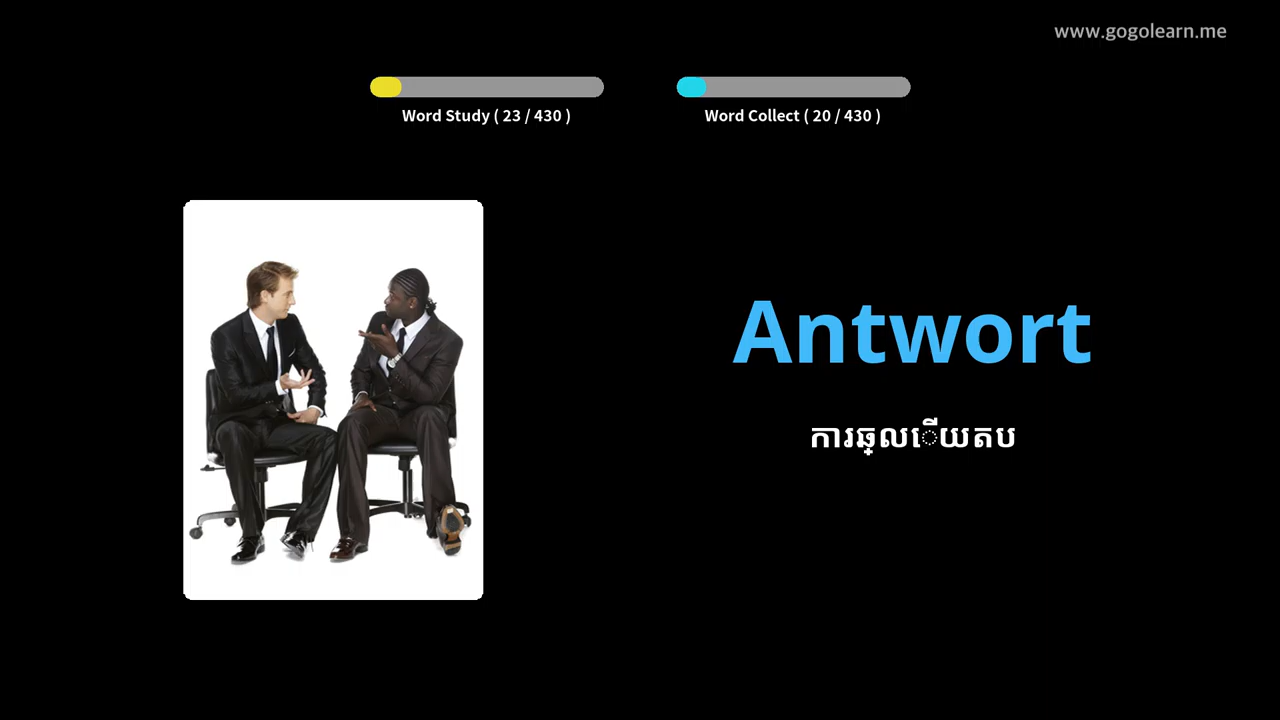 www.gogolearn.me
Word Study ( 23 / 430 )
Word Collect ( 20 / 430 )
Antwort
ការឆ្លើយតប